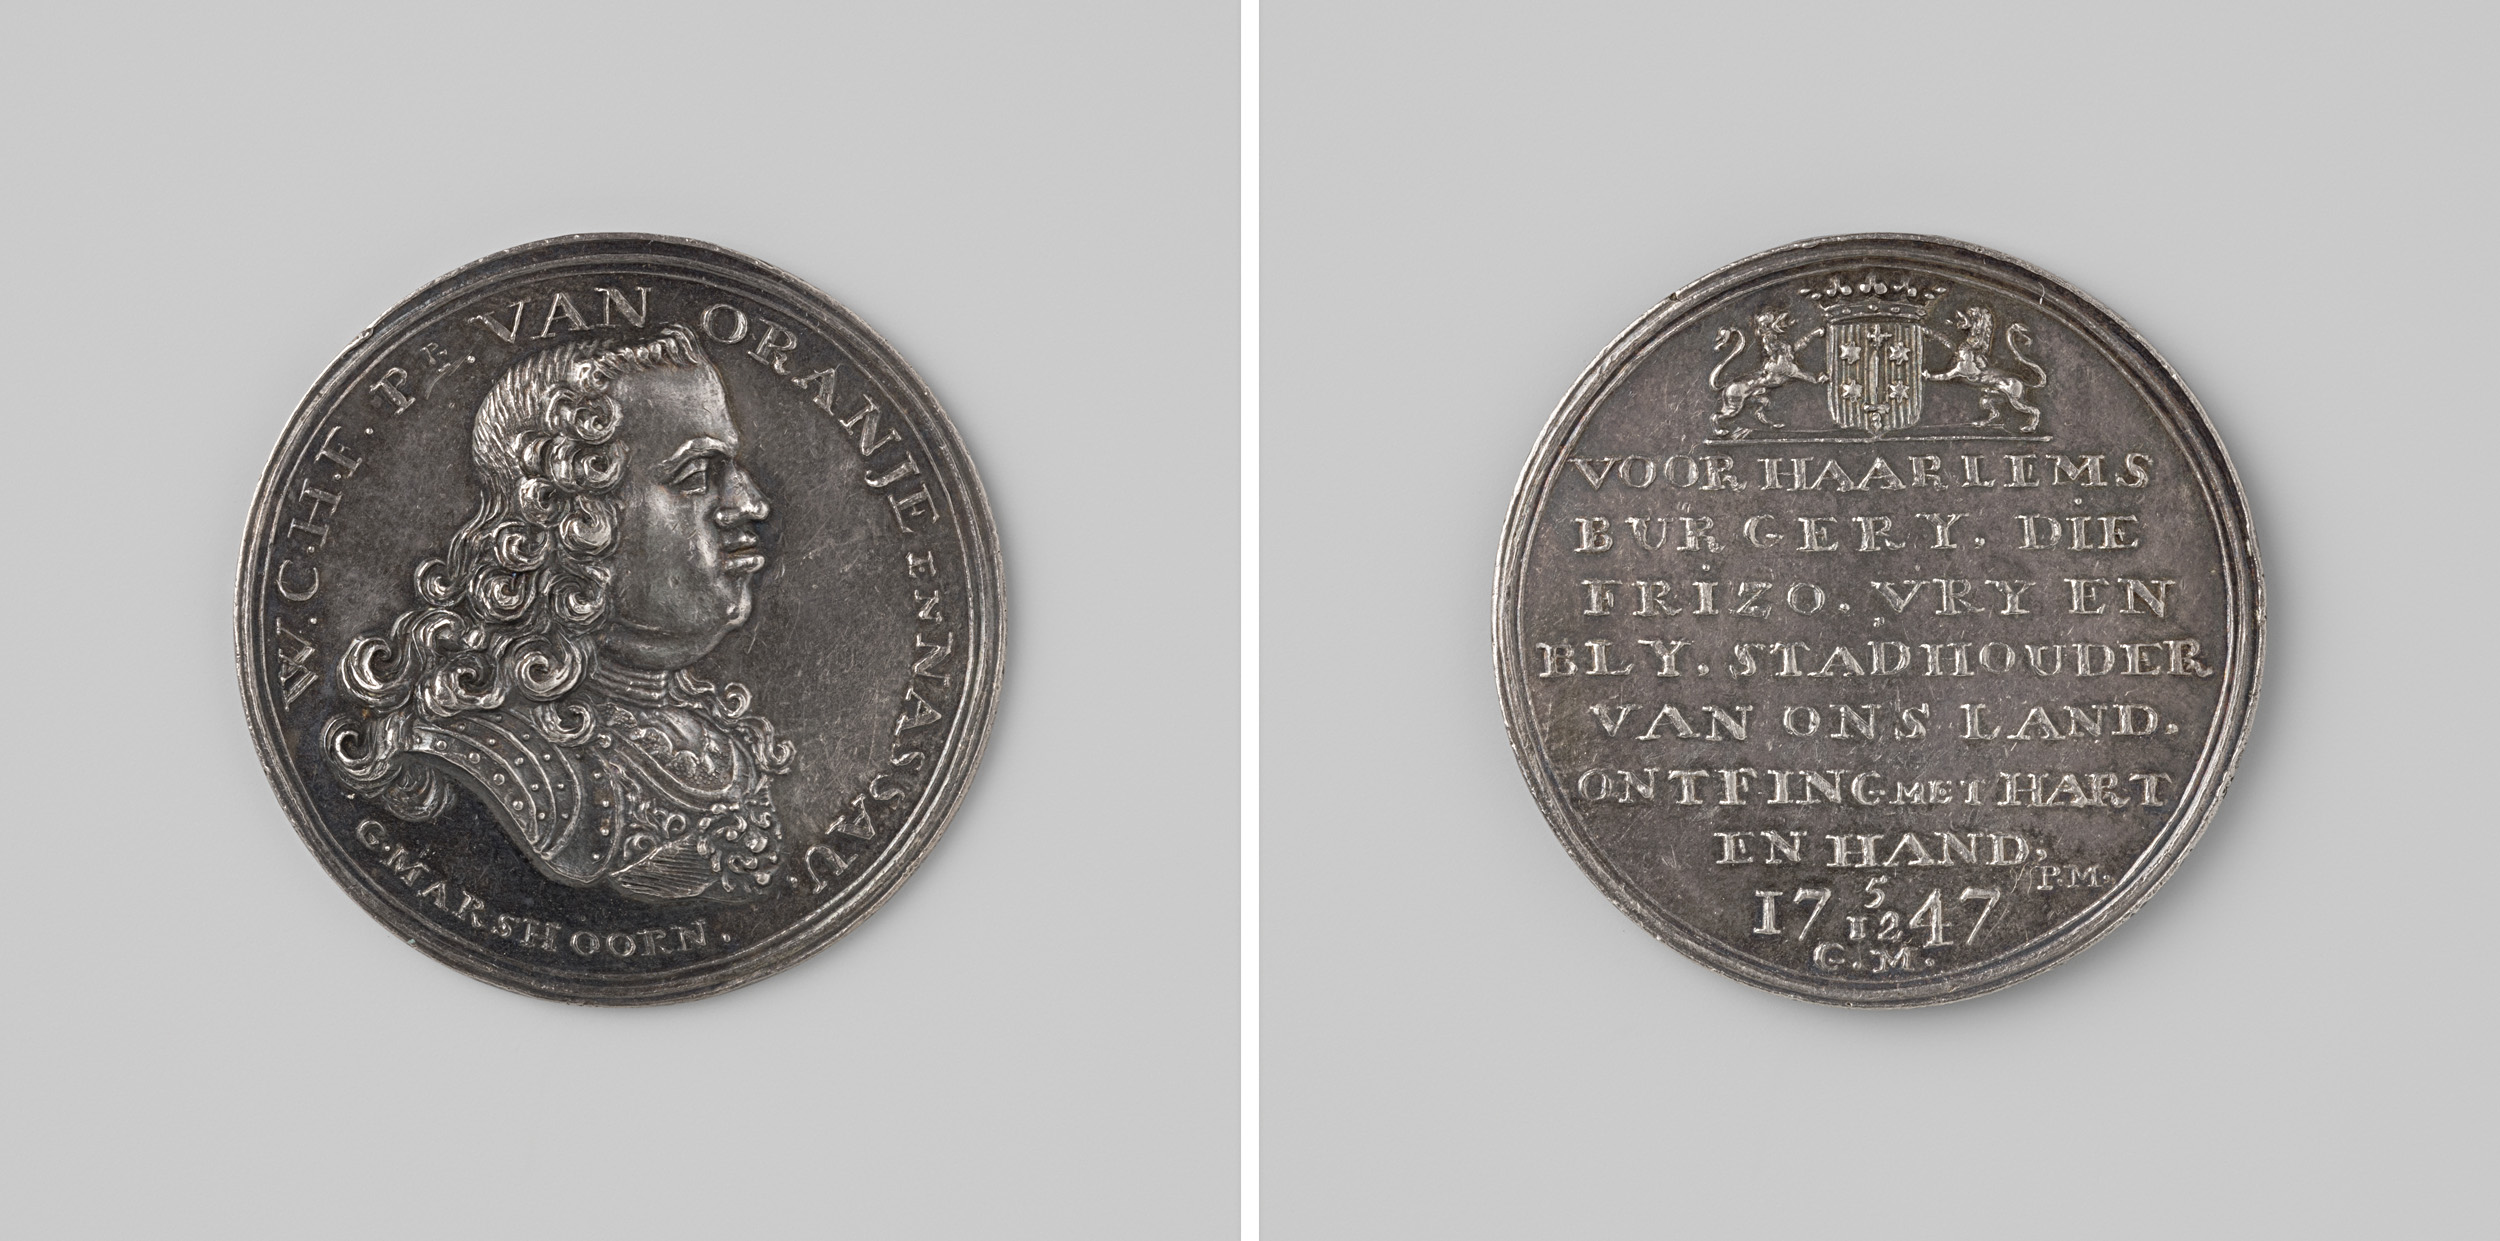 W.C.H.F. PR. VAN ORANJE EN NASSAU.
G. MARSHOORN.
VOOR HAARLEMS
BURGERY. DIE
FRIZO. VRY EN
BLY. STADHOUDER
VAN ONS LAND.
ONTFING MET HART
EN HAND,
P.M.
17 5/12 47
G.M.